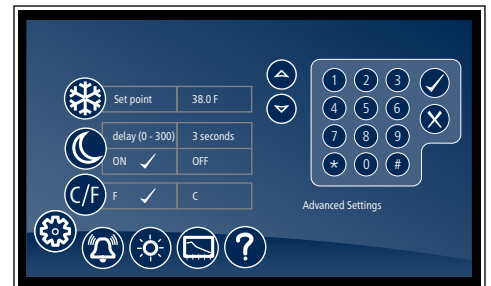 Set point 38.0 F
delay (0 - 300) 3 seconds
ON OFF
C/F F C
1 2 3
4 5 6
7 8 9
* 0 #
Advanced Settings
?